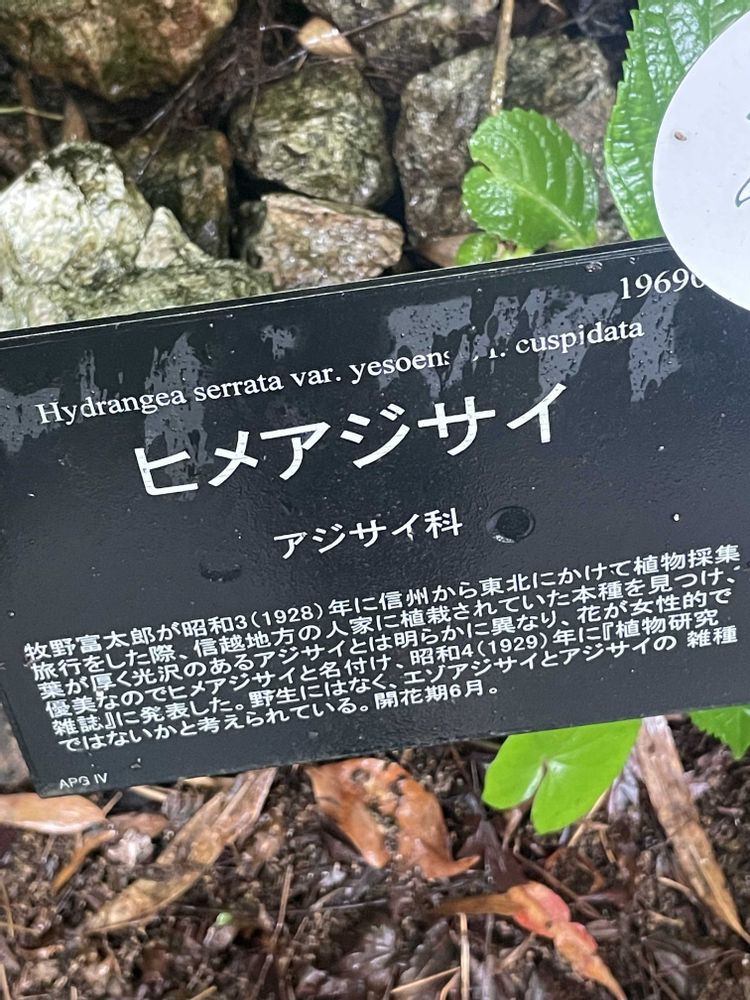 19690
Hydrangea serrata var. yesoens f. cuspidata
ヒメアジサイ
アジサイ科
牧野富太郎が昭和3(1928)年に信州から東北にかけて植物採集
旅行をした際、信越地方の人家に植栽されていた本種を見つけ、
葉が厚く光沢のあるアジサイとは明らかに異なり、花が女性的で
優美なのでヒメアジサイと名付け、昭和4(1929)年に『植物研究
雑誌』に発表した。野生にはなく、エゾアジサイとアジサイの 雑種
ではないかと考えられている。開花期6月。
APG IV